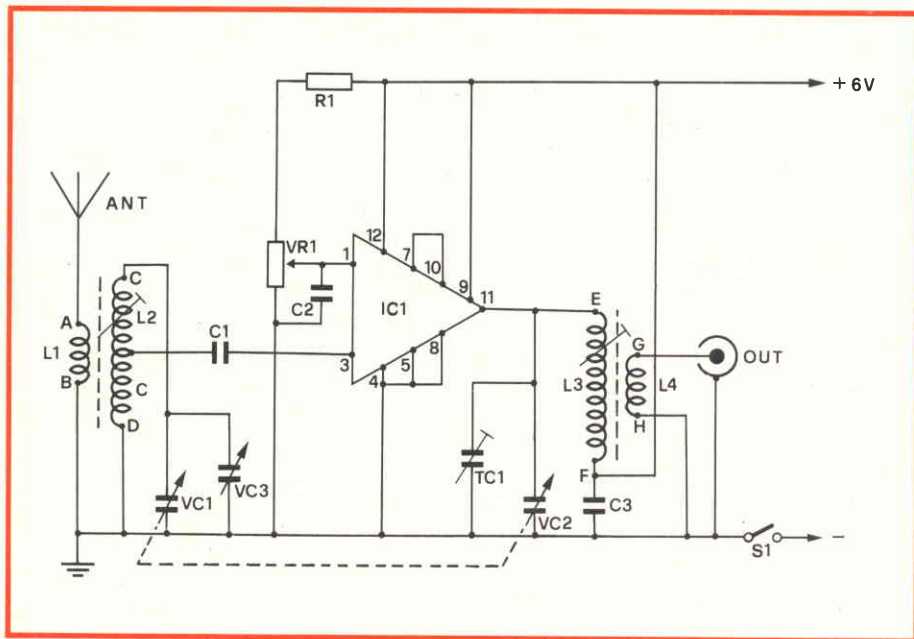 +6V
R1
ANT
12
VR1
1
7
10
C
9
11
C2
IC1
E
A
L2
C1
G
OUT
L1
3
8
L3
L4
B
C
5
H
4
D
TC1
F
VC3
C3
VC1
VC2
-
S1